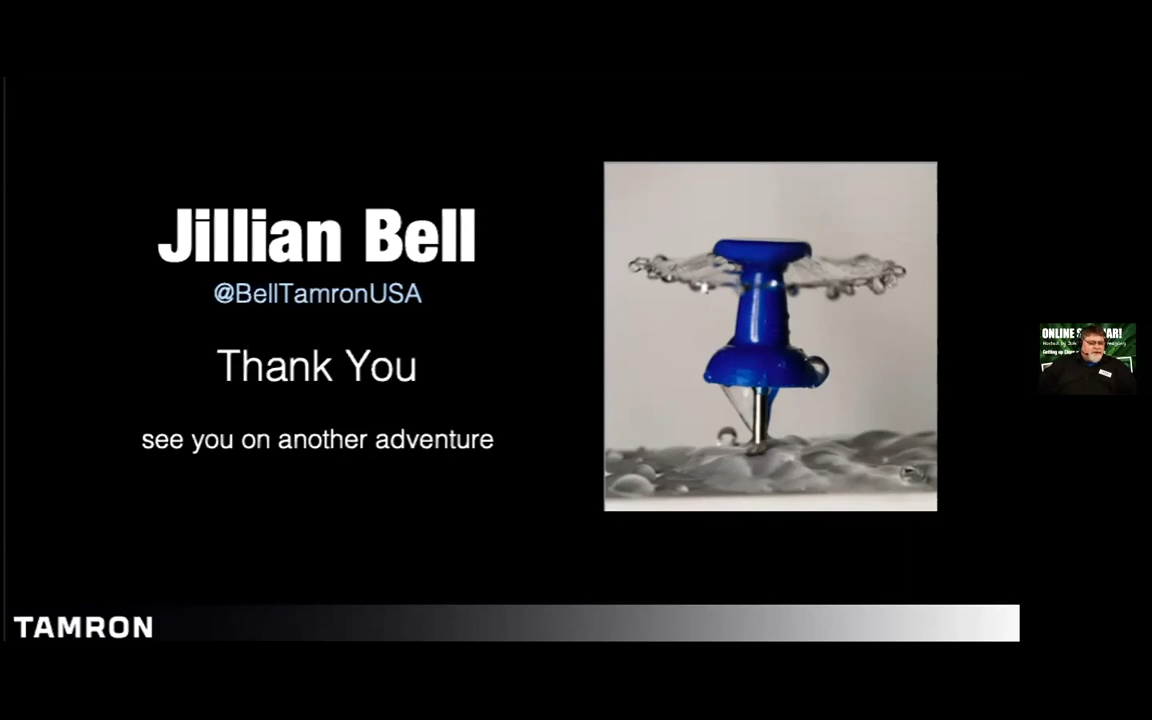 Jillian Bell
@BellTamronUSA
Thank You
see you on another adventure
TAMRON
ONLINE